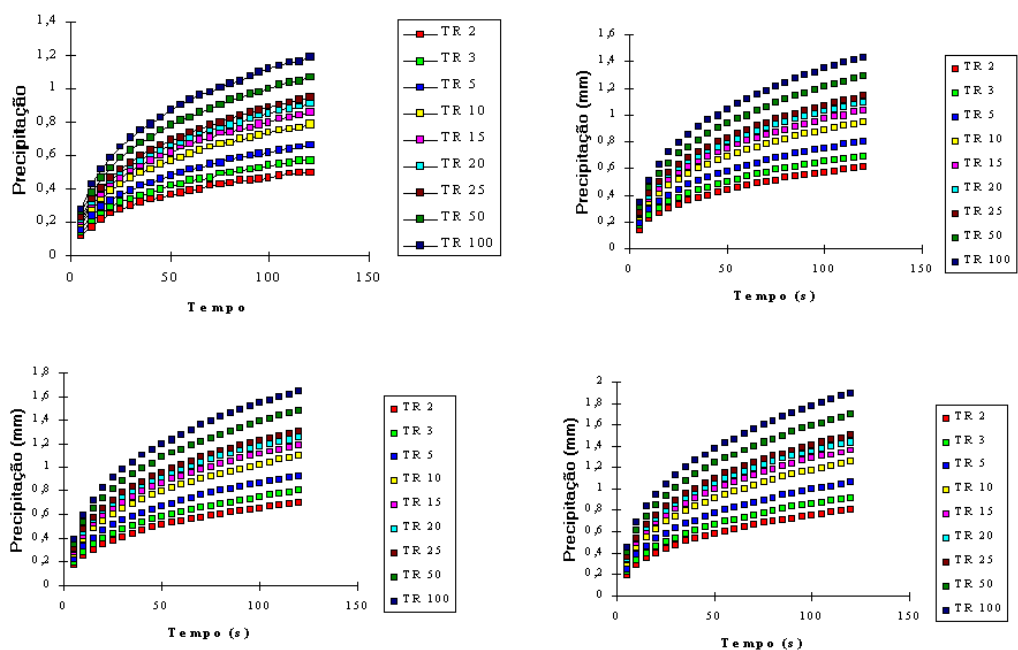 1,4
1,2
1
0,8
0,6
0,4
0,2
0
0 50 100 150
Precipitação
Tempo
TR 2
TR 3
TR 5
TR 10
TR 15
TR 20
TR 25
TR 50
TR 100
1,6
1,4
1,2
1
0,8
0,6
0,4
0,2
0
0 50 100 150
Precipitação (mm)
Tempo (s)
TR 2
TR 3
TR 5
TR 10
TR 15
TR 20
TR 25
TR 50
TR 100
1,8
1,6
1,4
1,2
1
0,8
0,6
0,4
0,2
0
0 50 100 150
Precipitação (mm)
Tempo (s)
TR 2
TR 3
TR 5
TR 10
TR 15
TR 20
TR 25
TR 50
TR 100
2
1,8
1,6
1,4
1,2
1
0,8
0,6
0,4
0,2
0
0 50 100 150
Precipitação (mm)
Tempo (s)
TR 2
TR 3
TR 5
TR 10
TR 15
TR 20
TR 25
TR 50
TR 100